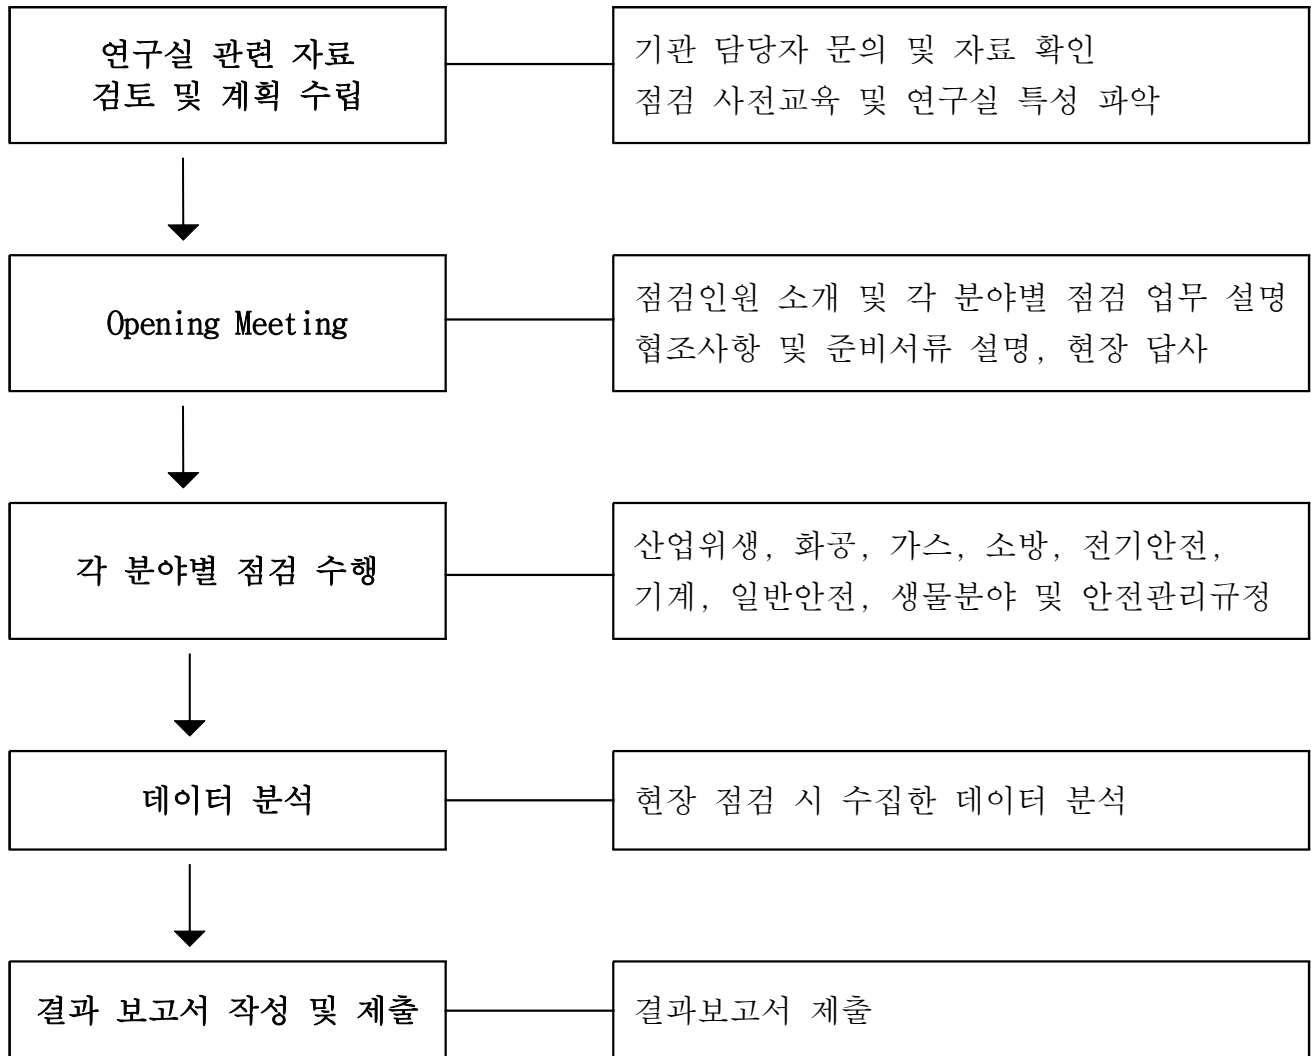 연구실 관련 자료
검토 및 계획 수립
기관 담당자 문의 및 자료 확인
점검 사전교육 및 연구실 특성 파악
Opening Meeting
점검인원 소개 및 각 분야별 점검 업무 설명
협조사항 및 준비서류 설명, 현장 답사
각 분야별 점검 수행
산업위생, 화공, 가스, 소방, 전기안전,
기계, 일반안전, 생물분야 및 안전관리규정
데이터 분석
현장 점검 시 수집한 데이터 분석
결과 보고서 작성 및 제출
결과보고서 제출